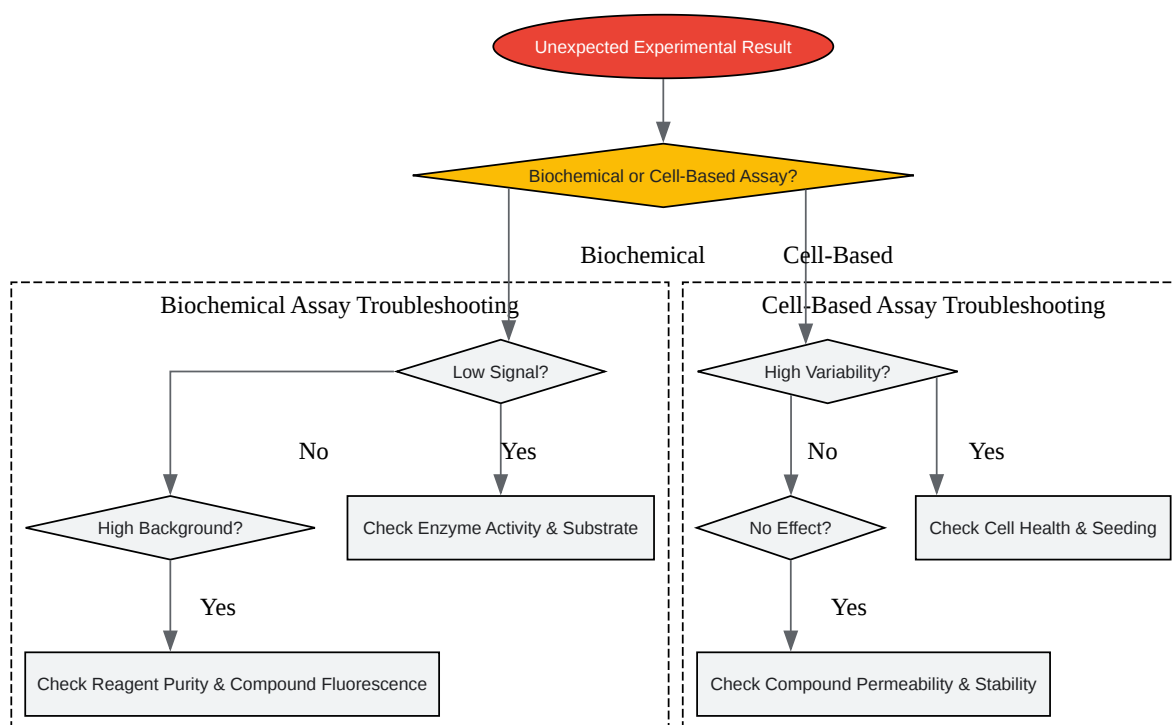 Unexpected Experimental Result
Biochemical or Cell-Based Assay?
Biochemical
Cell-Based
Biochemical Assay Troubleshooting
Cell-Based Assay Troubleshooting
Low Signal?
High Variability?
No
Yes
No
Yes
High Background?
Check Enzyme Activity & Substrate
No Effect?
Check Cell Health & Seeding
Yes
Yes
Check Reagent Purity & Compound Fluorescence
Check Compound Permeability & Stability